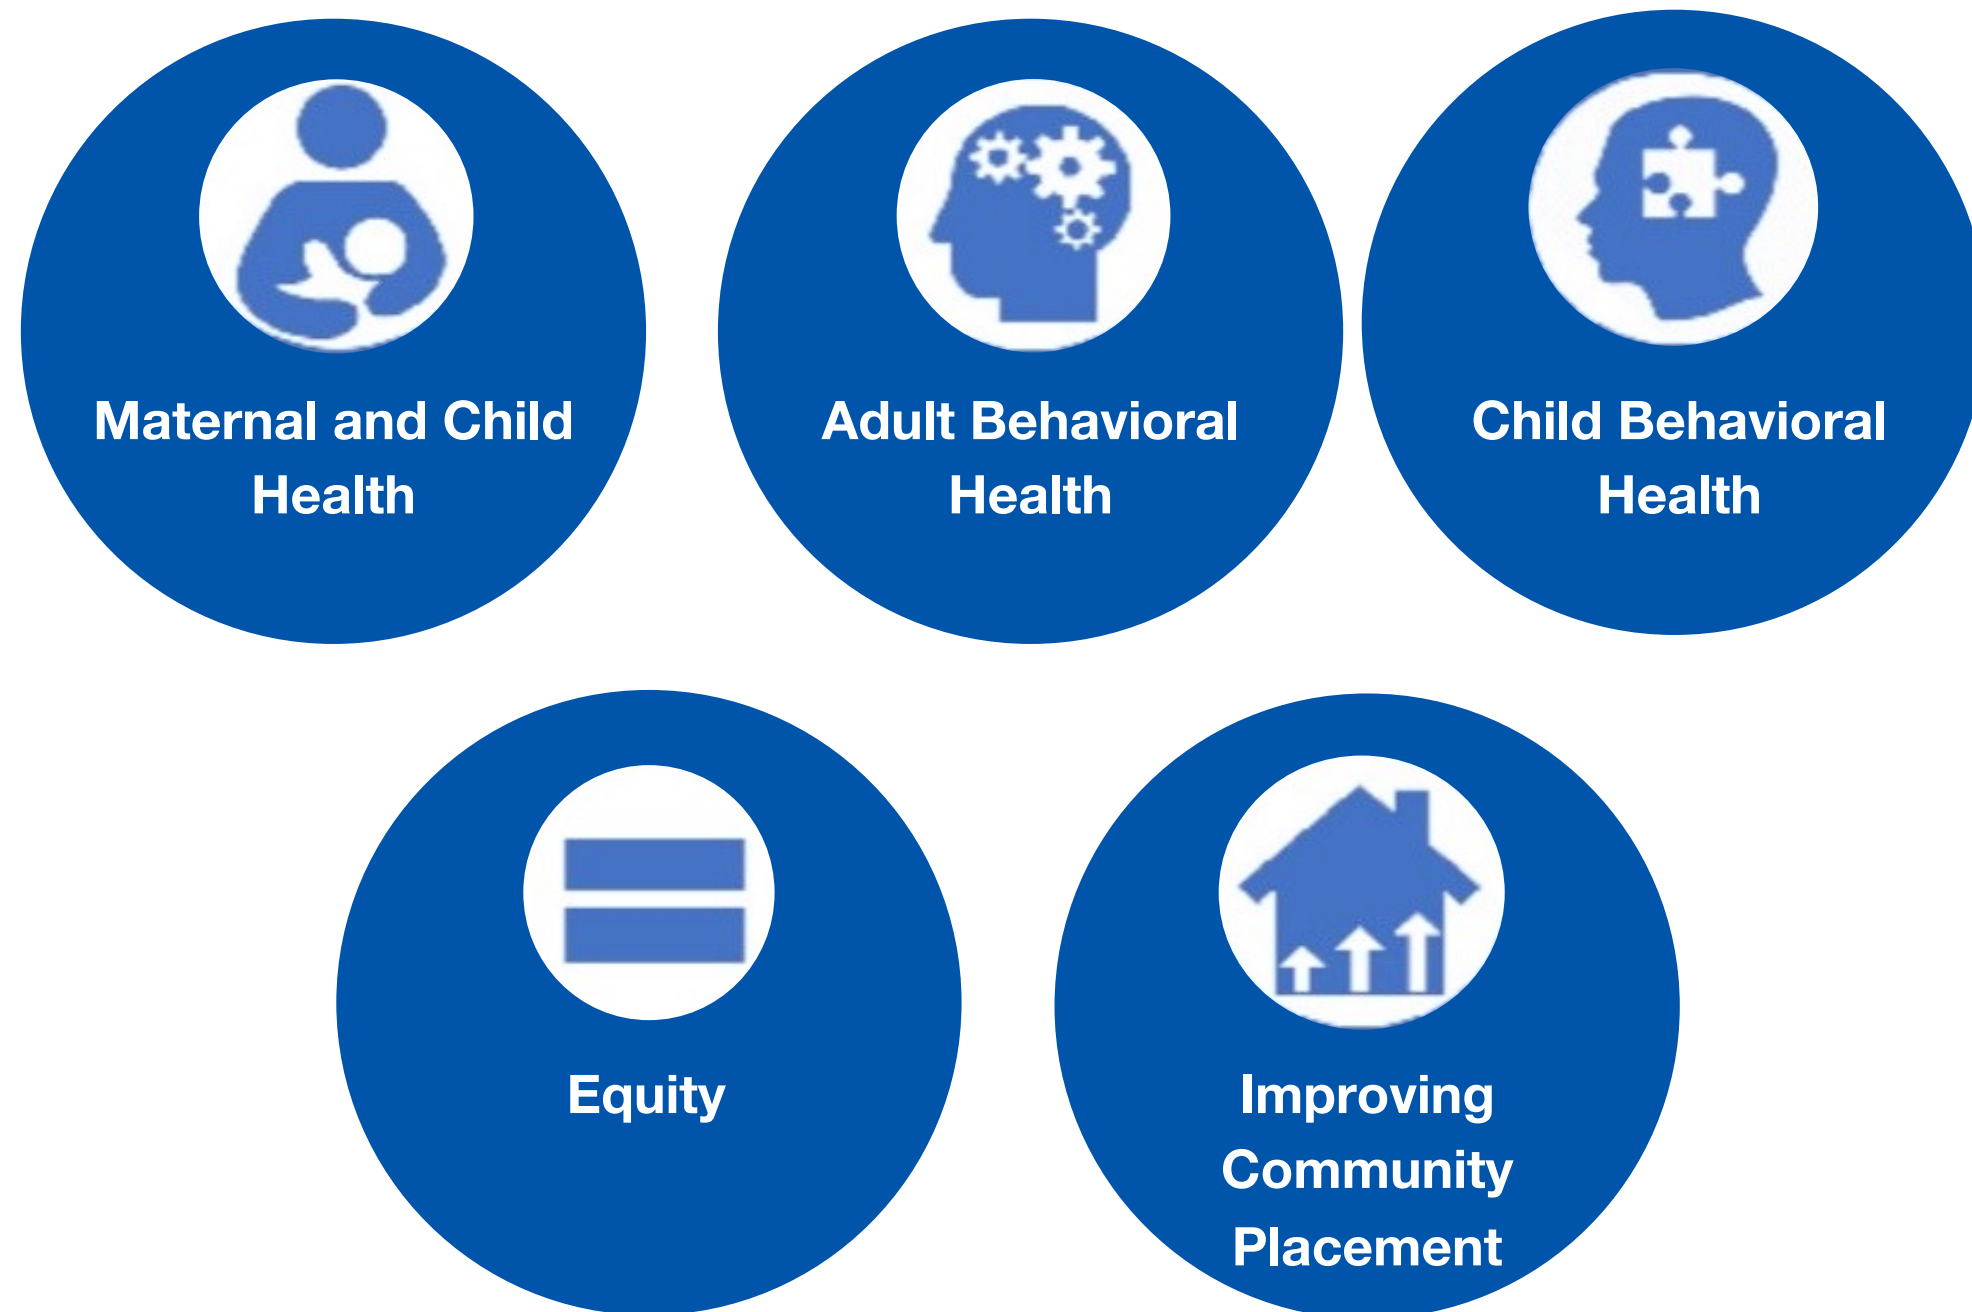 Maternal and Child
Health
Adult Behavioral
Health
Child Behavioral
Health
Equity
Improving
Community
Placement